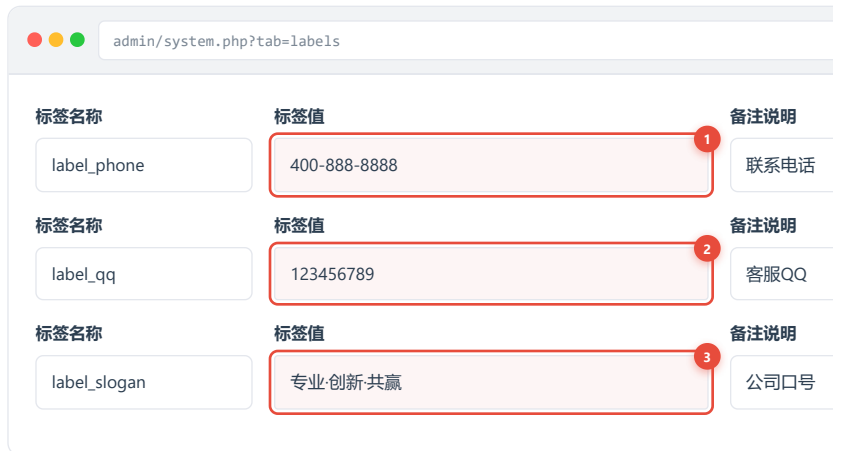 admin/system.php?tab=labels
标签名称 标签值 备注说明
label_phone 400-888-8888 1 联系电话
标签名称 标签值 备注说明
label_qq 123456789 2 客服QQ
标签名称 标签值 备注说明
label_slogan 专业·创新·共赢 3 公司口号